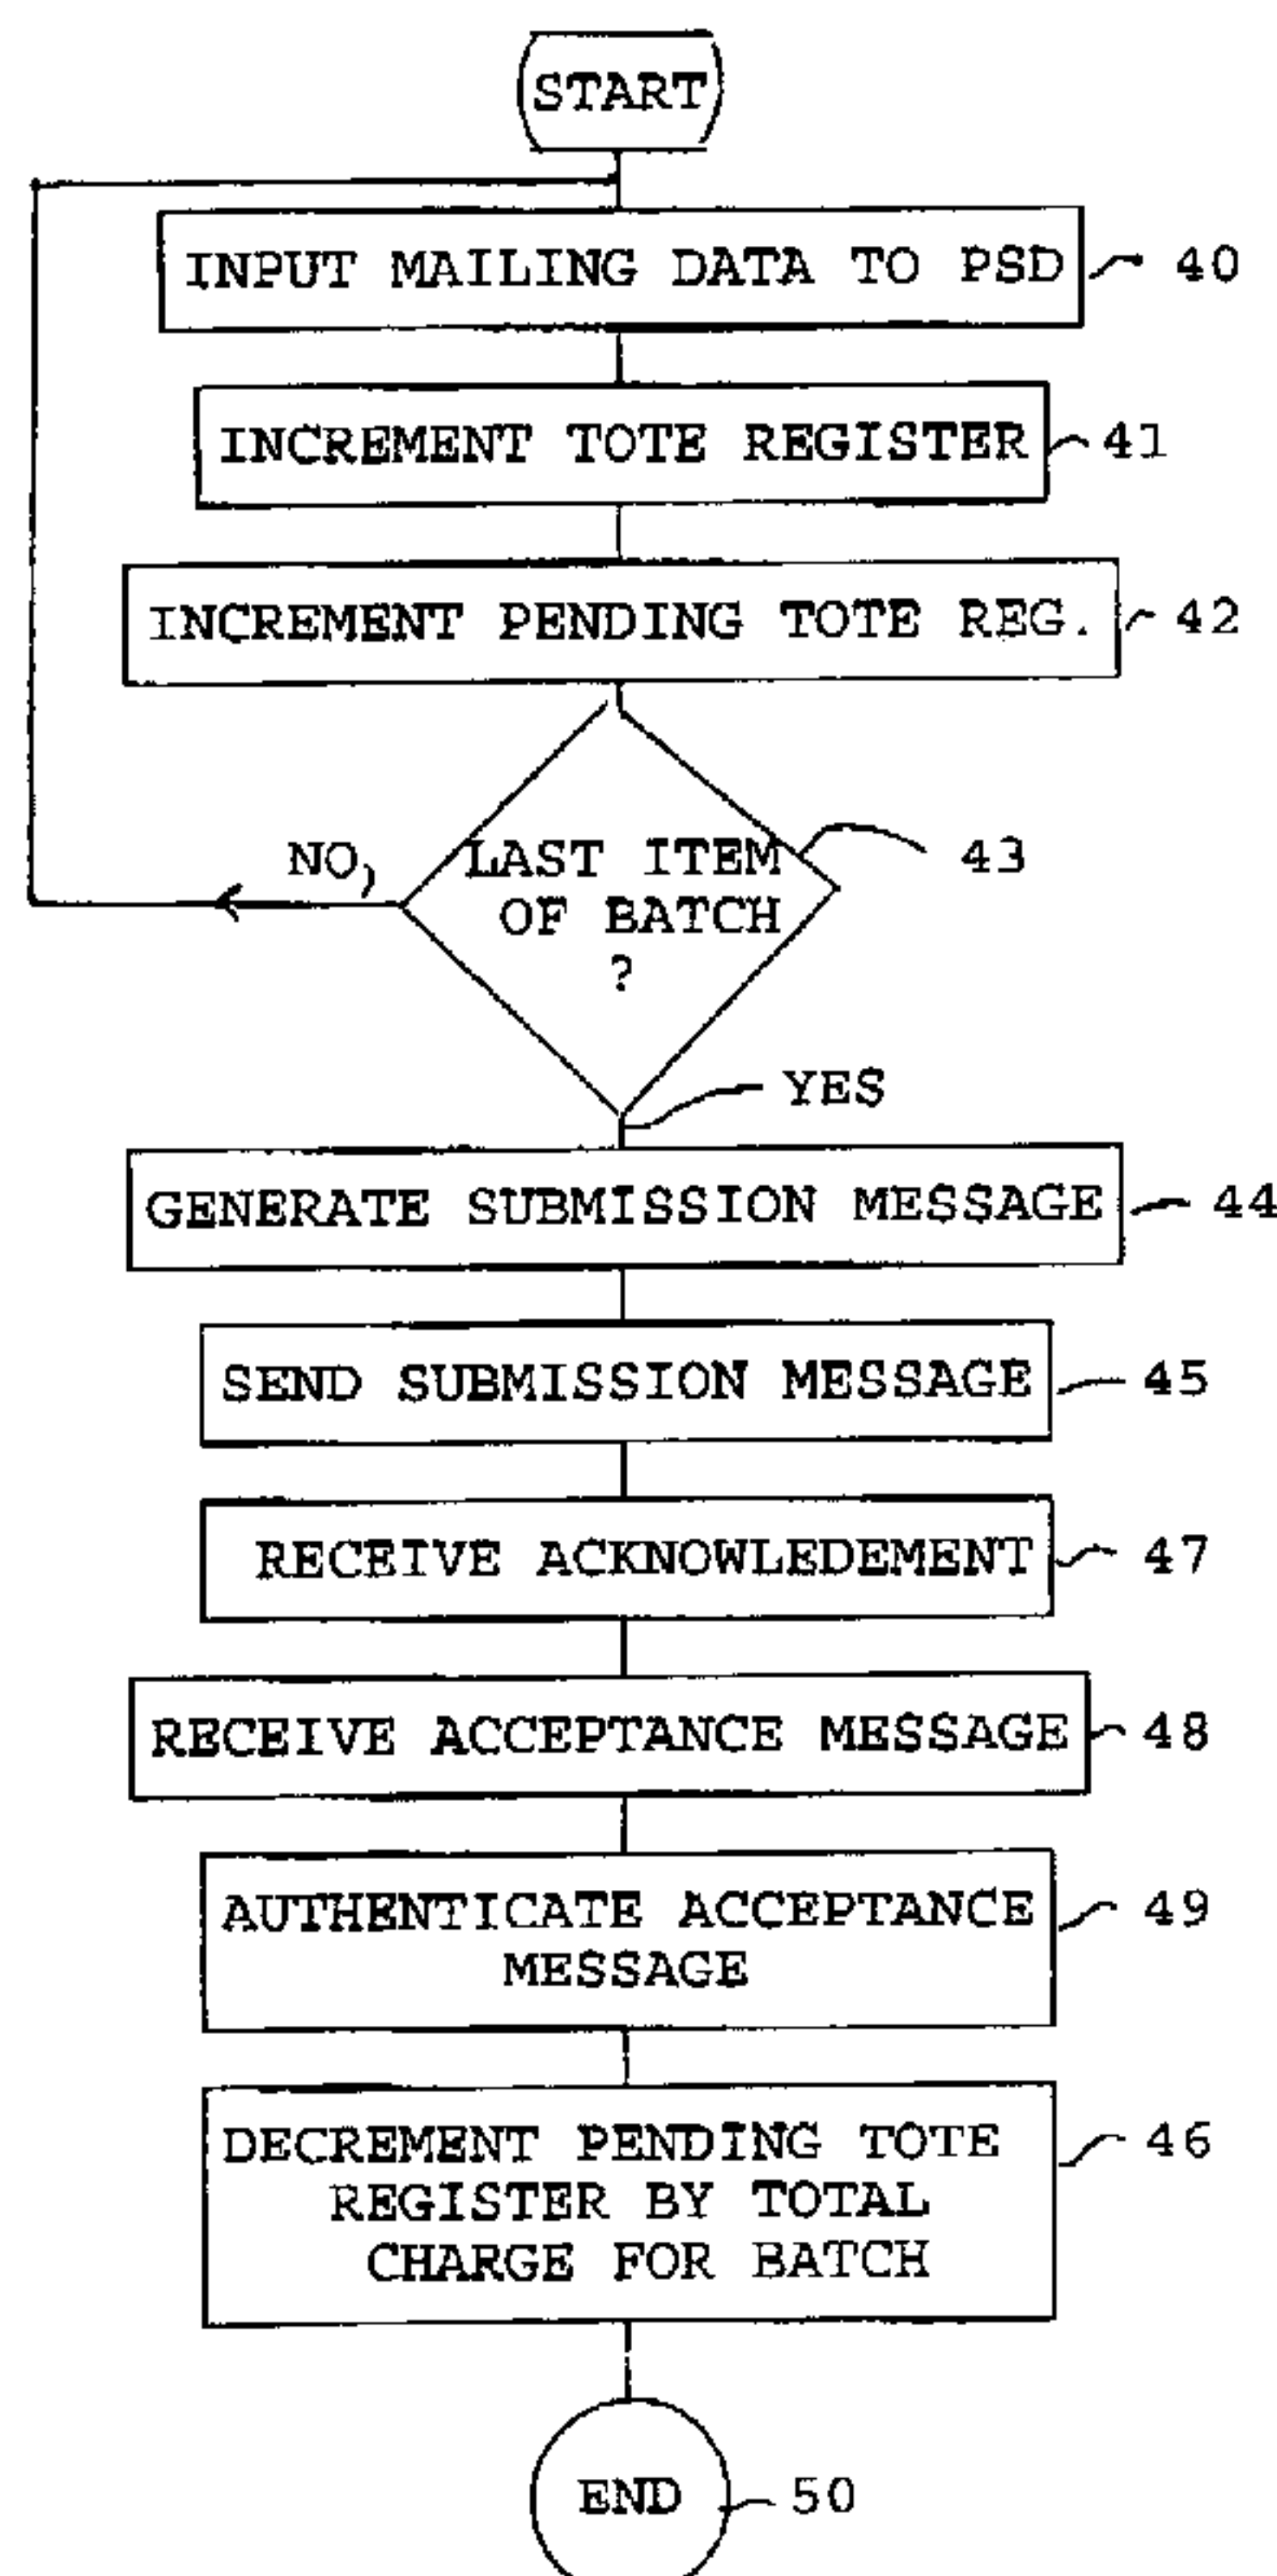 START
INPUT MAILING DATA TO PSD 40
INCREMENT TOTE REGISTER 41
INCREMENT PENDING TOTE REG. 42
LAST ITEM
OF BATCH
?
43
NO,
YES
GENERATE SUBMISSION MESSAGE 44
SEND SUBMISSION MESSAGE 45
RECEIVE ACKNOWLEDEMENT 47
RECEIVE ACCEPTANCE MESSAGE 48
AUTHENTICATE ACCEPTANCE
MESSAGE
49
DECREMENT PENDING TOTE
REGISTER BY TOTAL
CHARGE FOR BATCH
46
END 50